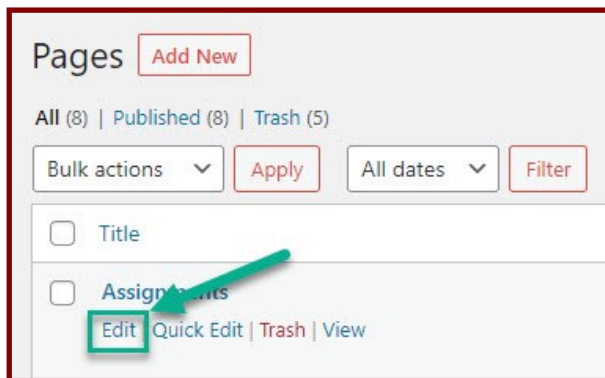 Pages Add New
All (8) | Published (8) | Trash (5)
Bulk actions Apply All dates Filter
Title
Assignments
Edit Quick Edit | Trash | View